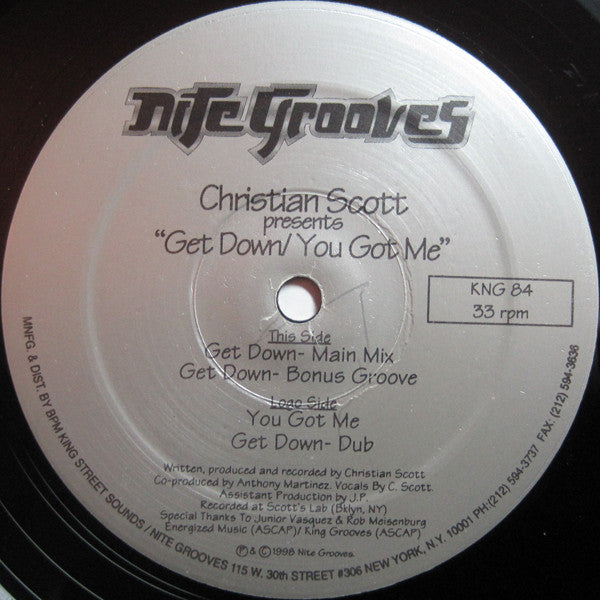 Nite Grooves
Christian Scott
presents
"Get Down/You Got Me"
KNG 84
33 rpm
This Side
Get Down- Main Mix
Get Down- Bonus Groove
Logo Side
You Got Me
Get Down- Dub
Written, produced and recorded by Christian Scott
Co-produced by Anthony Martinez. Vocals By C. Scott.
Assistant Production by J.P.
Recorded at Scott's Lab (Bklyn, NY)
Special Thanks To Junior Vasquez & Rob Meisenburg
Energized Music (ASCAP)/ King Grooves (ASCAP)
℗ & © 1998 Nite Grooves.
MNFG. & DIST. BY BPM KING STREET SOUNDS / NITE GROOVES 115 W. 30th STREET #306 NEW YORK, N.Y. 10001 PH:(212) 594-3737 FAX: (212) 594-3636